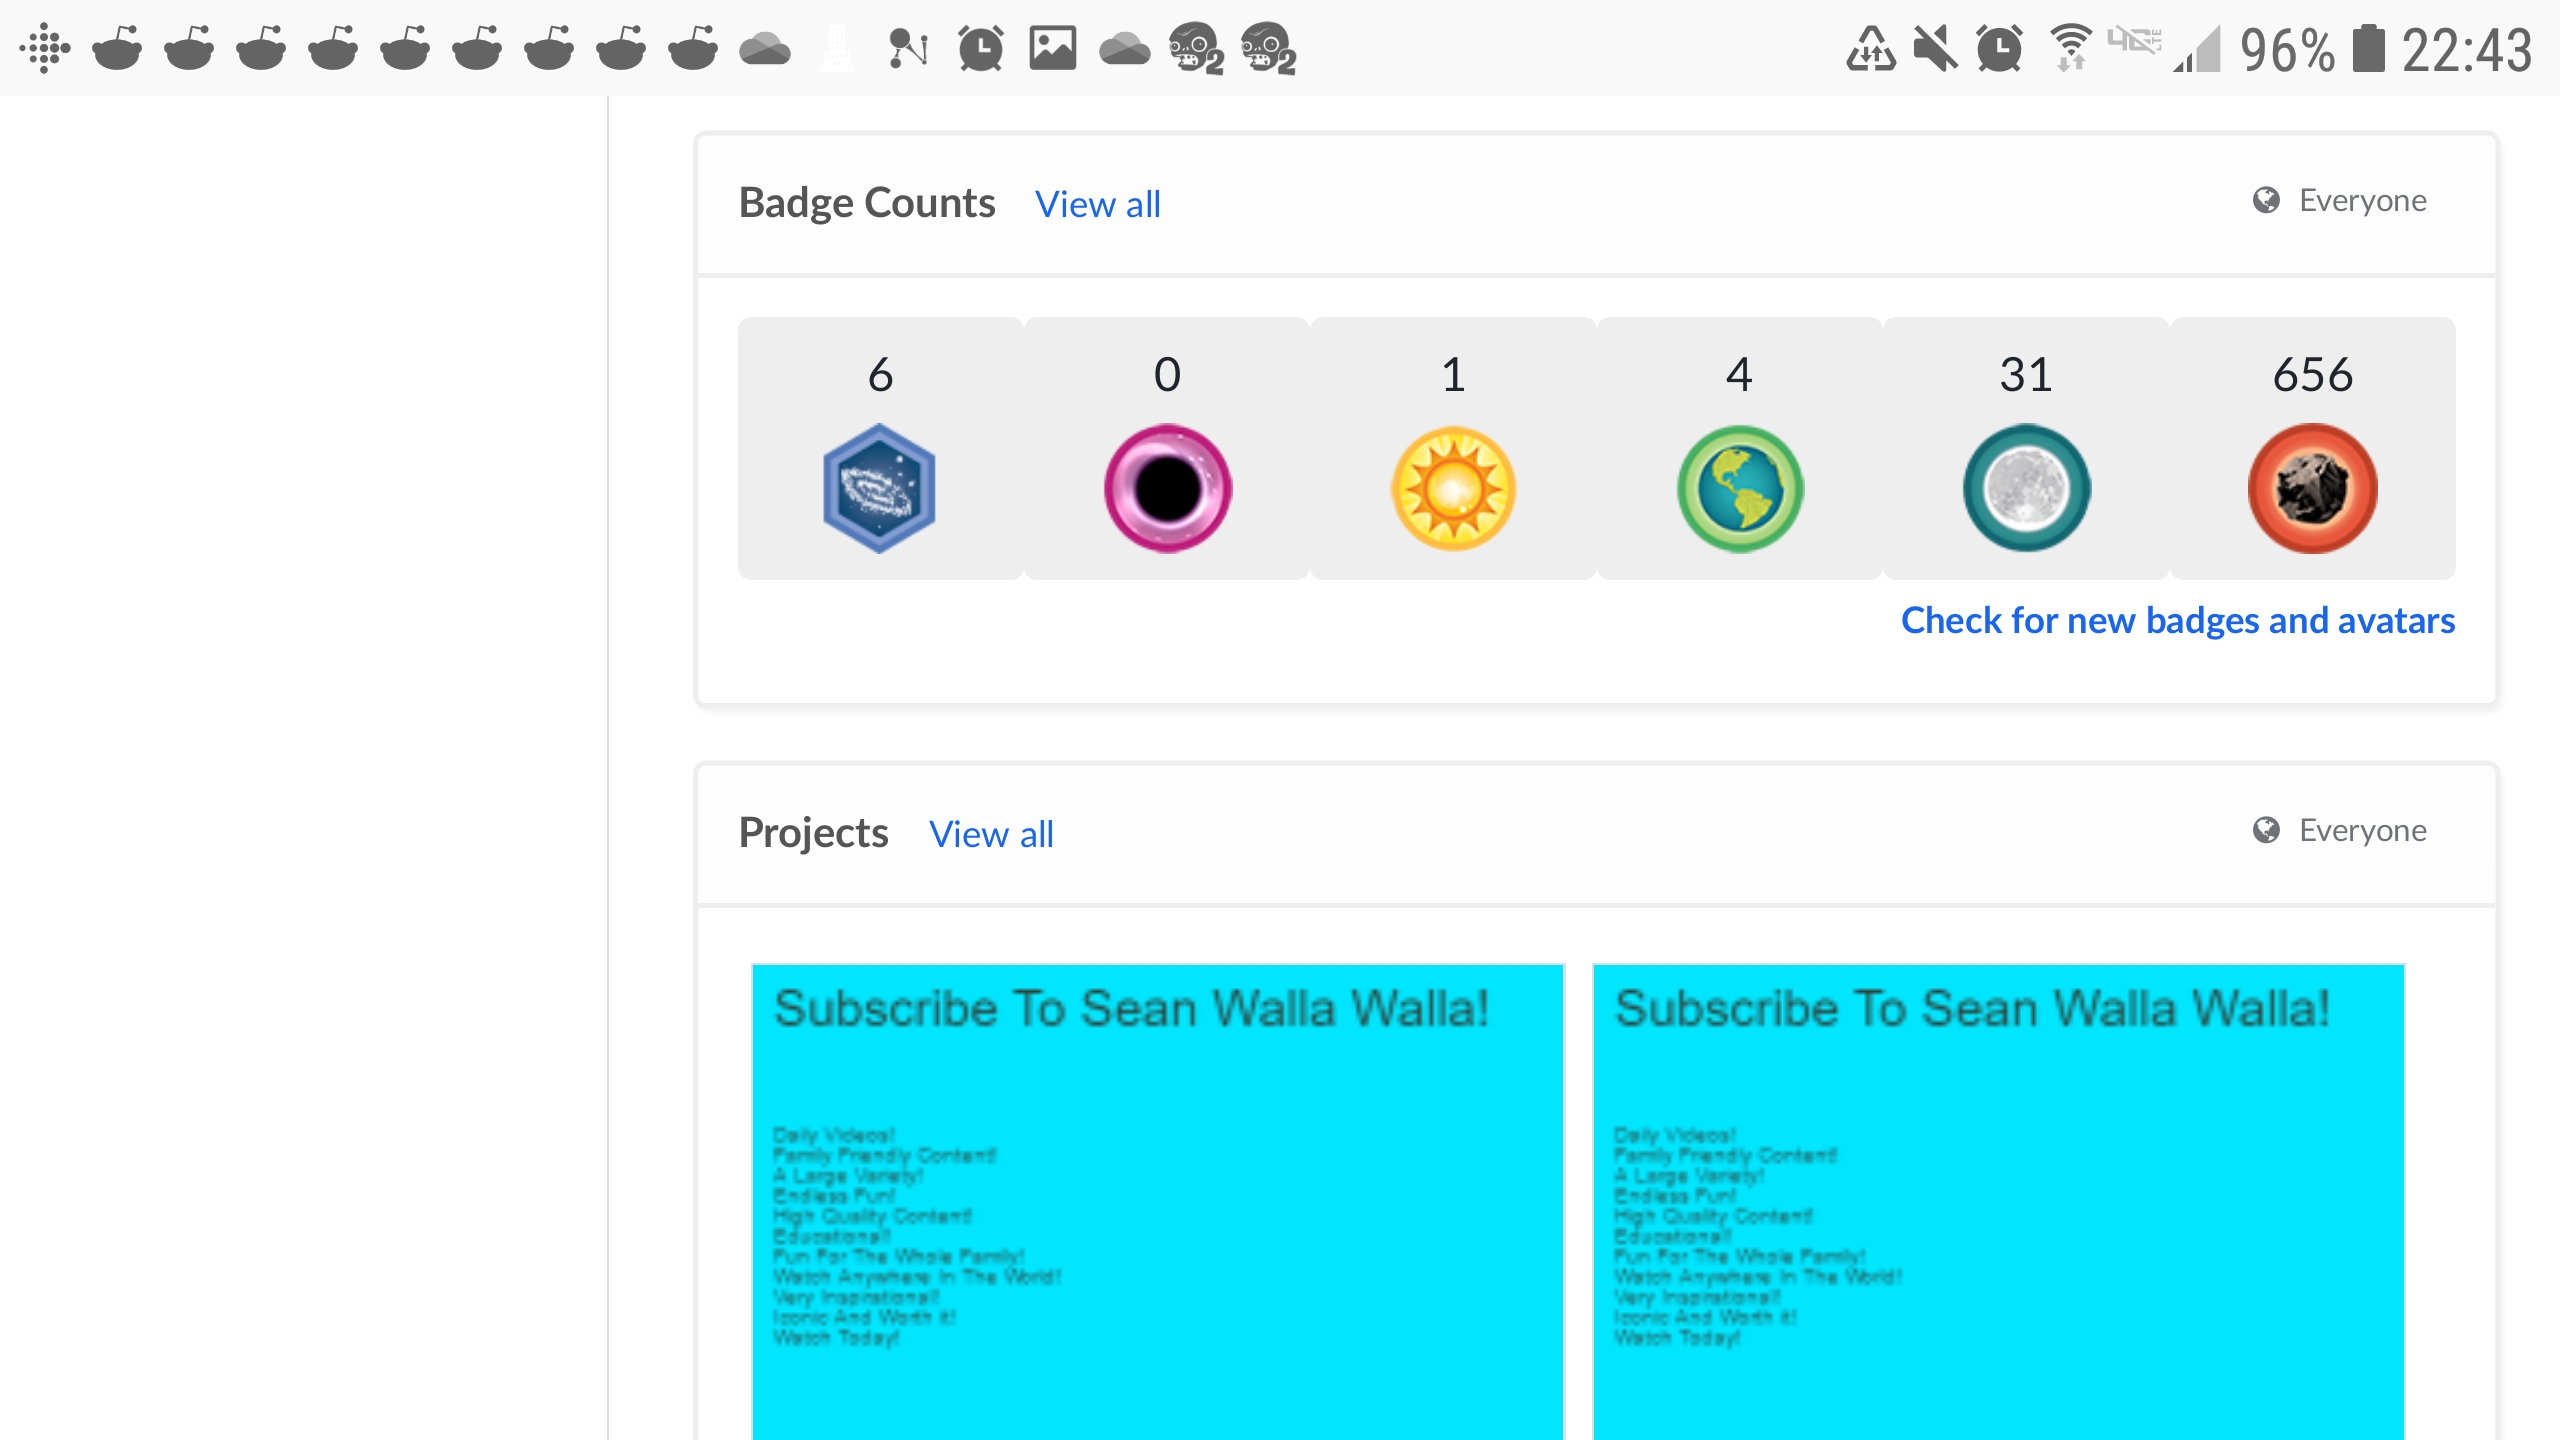 96% 22:43
Badge Counts View all Everyone
6 0 1 4 31 656
Check for new badges and avatars
Projects View all Everyone
Subscribe To Sean Walla Walla! Subscribe To Sean Walla Walla!
Daily Videos! Daily Videos!
Family Friendly Content! Family Friendly Content!
A Large Variety! A Large Variety!
Endless Fun! Endless Fun!
High Quality Content! High Quality Content!
Educational! Educational!
Fun For The Whole Family! Fun For The Whole Family!
Watch Anywhere In The World! Watch Anywhere In The World!
Very Inspirational! Very Inspirational!
Iconic And Worth it! Iconic And Worth it!
Watch Today! Watch Today!